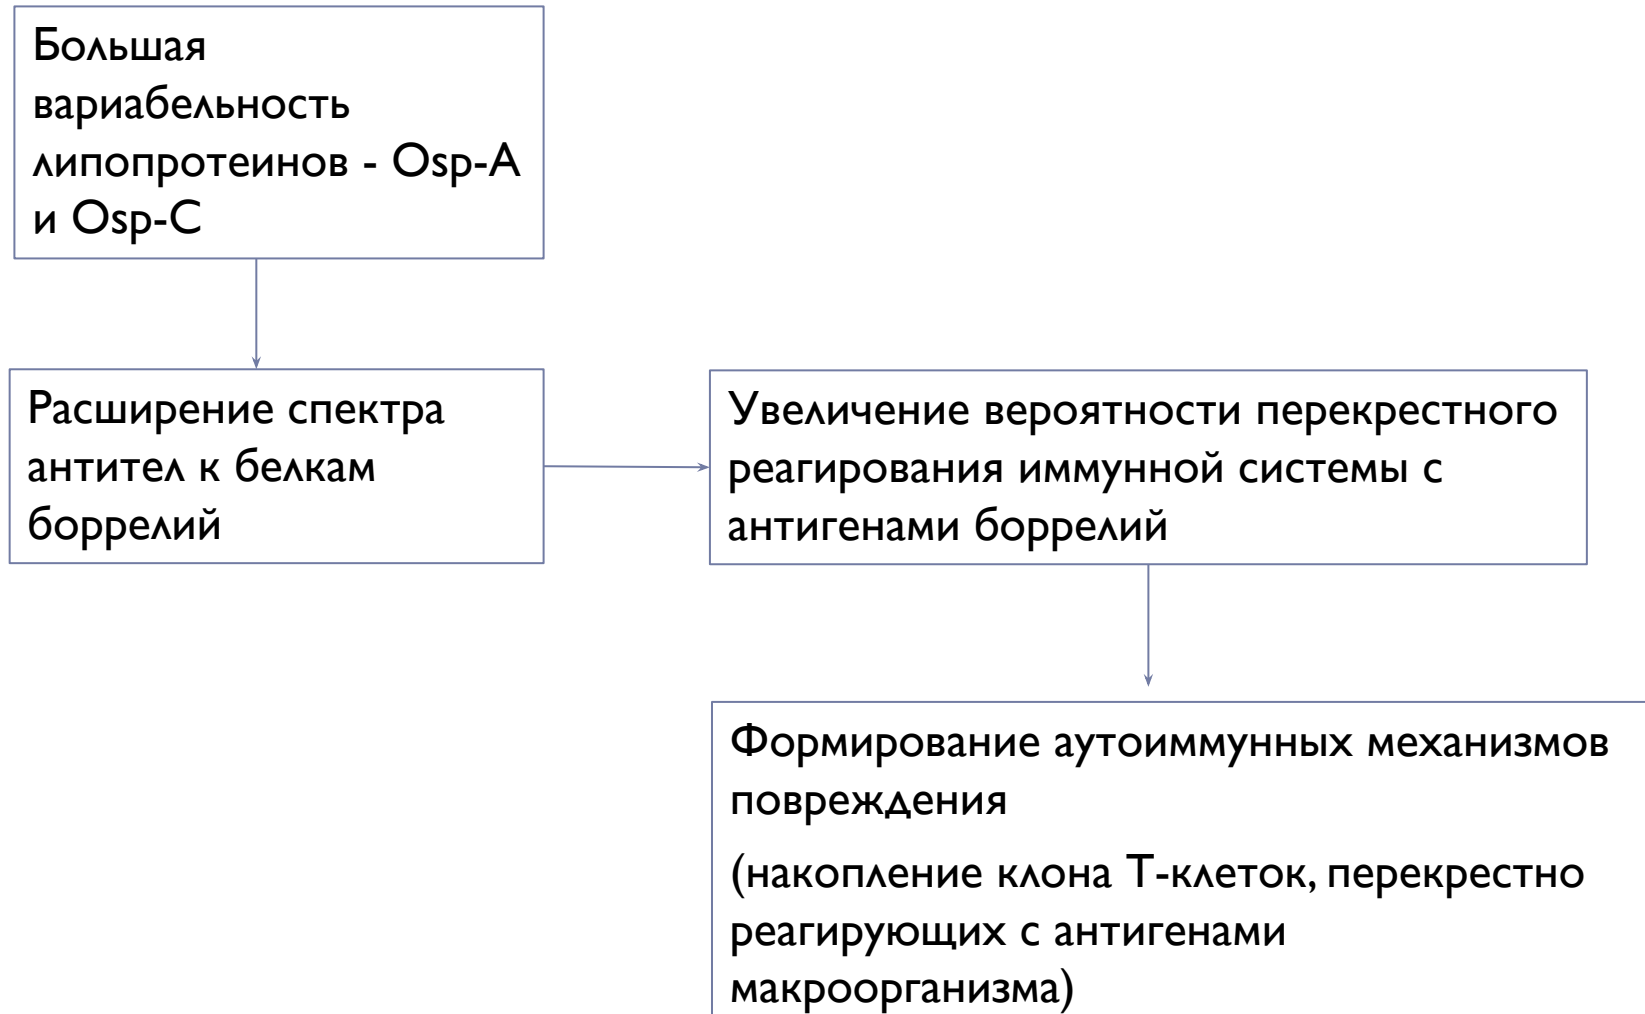 Большая
вариабельность
липопротеинов - Osp-A
и Osp-C
Расширение спектра
антител к белкам
боррелий
Увеличение вероятности перекрестного
реагирования иммунной системы с
антигенами боррелий
Формирование аутоиммунных механизмов
повреждения
(накопление клона Т-клеток, перекрестно
реагирующих с антигенами
макроорганизма)